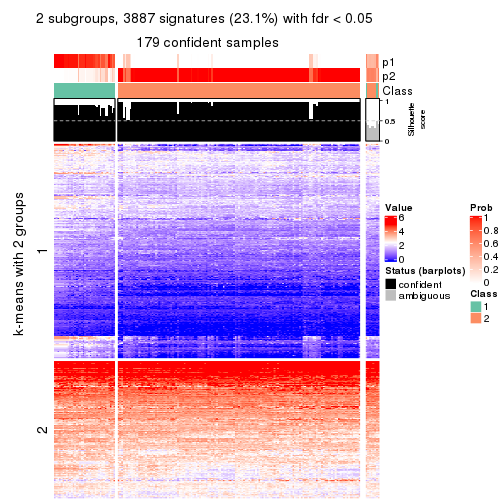 2 subgroups, 3887 signatures (23.1%) with fdr < 0.05
179 confident samples
p1
p2
Class
1
0.5
0
Silhouette
score
k-means with 2 groups
1
2
Value
6
4
2
0
Status (barplots)
confident
ambiguous
Prob
1
0.8
0.6
0.4
0.2
0
Class
1
2